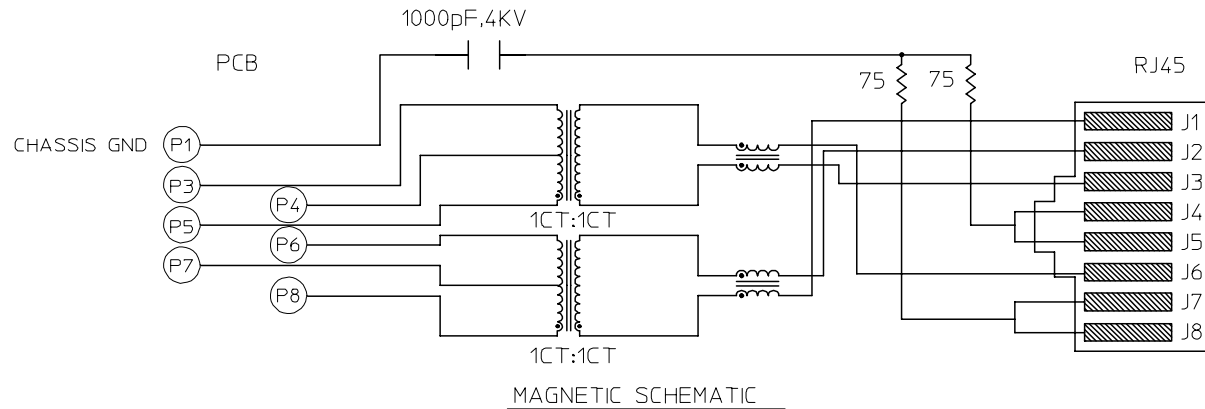 1000pF,4KV
PCB
75
75
RJ45
CHASSIS GND
P1
P3
P4
P5
P6
P7
P8
1CT:1CT
1CT:1CT
J1
J2
J3
J4
J5
J6
J7
J8
MAGNETIC SCHEMATIC